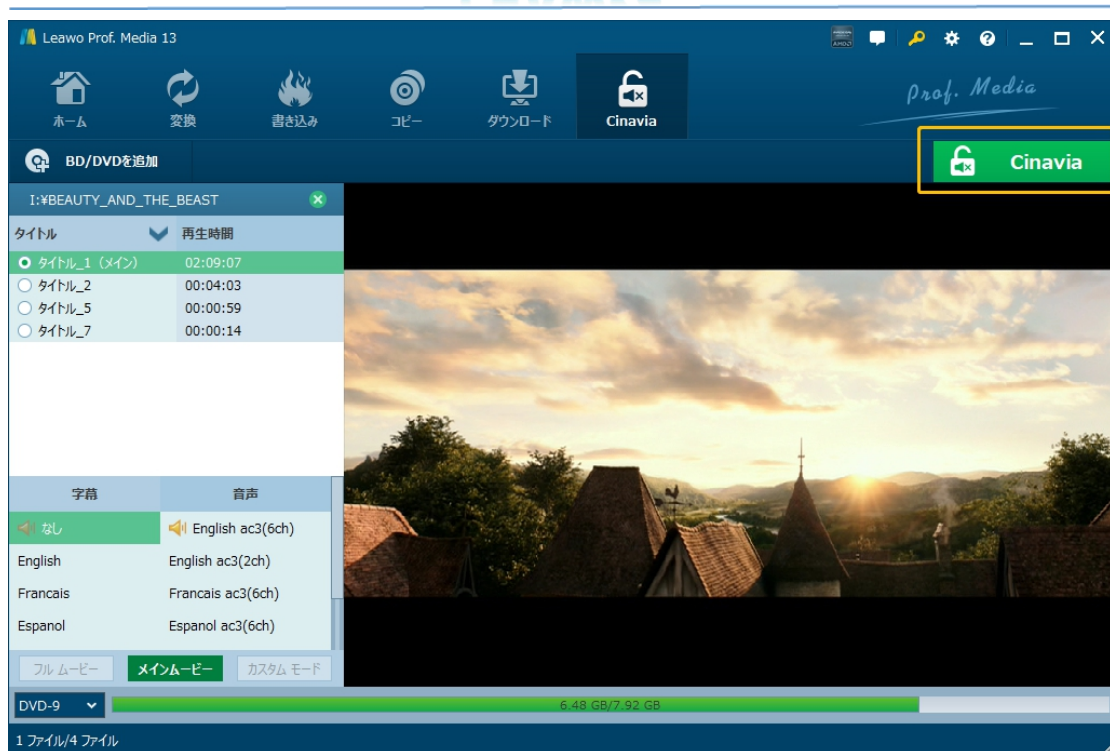 Leawo Prof. Media 13
ホーム
変換
書き込み
コピー
ダウンロード
Cinavia
Prof. Media
BD/DVDを追加
Cinavia
I:¥BEAUTY_AND_THE_BEAST
タイトル 再生時間
タイトル_1（メイン） 02:09:07
タイトル_2 00:04:03
タイトル_5 00:00:59
タイトル_7 00:00:14
字幕 音声
なし English ac3(6ch)
English English ac3(2ch)
Francais Francais ac3(6ch)
Espanol Espanol ac3(6ch)
フル ムービー メインムービー カスタム モード
DVD-9 6.48 GB/7.92 GB
1 ファイル/4 ファイル